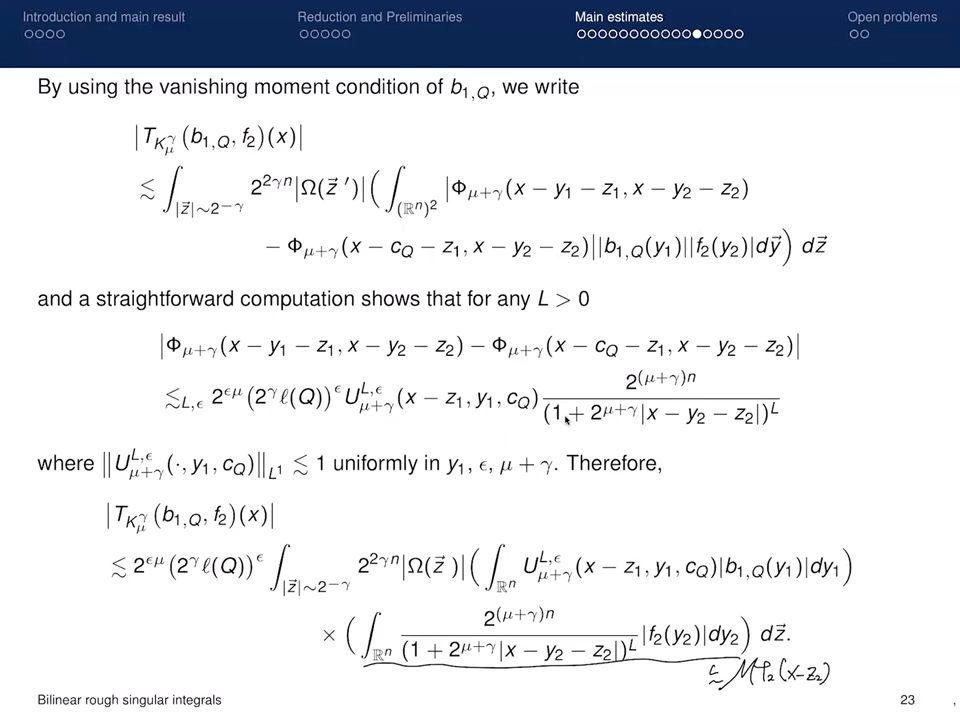 Introduction and main result Reduction and Preliminaries Main estimates Open problems
By using the vanishing moment condition of b_{1,Q}, we write
|T_{K_μ^γ}(b_{1,Q}, f_2)(x)|
≲ ∫_{|z⃗|∼2^{−γ}} 2^{2γn}|Ω(z⃗ ′)|(∫_{(ℝ^n)^2} |Φ_{μ+γ}(x − y_1 − z_1, x − y_2 − z_2)
− Φ_{μ+γ}(x − c_Q − z_1, x − y_2 − z_2)||b_{1,Q}(y_1)||f_2(y_2)|dy⃗) dz⃗
and a straightforward computation shows that for any L > 0
|Φ_{μ+γ}(x − y_1 − z_1, x − y_2 − z_2) − Φ_{μ+γ}(x − c_Q − z_1, x − y_2 − z_2)|
≲_{L,ϵ} 2^{ϵμ}(2^γ ℓ(Q))^ϵ U^{L,ϵ}_{μ+γ}(x − z_1, y_1, c_Q) 2^{(μ+γ)n} / (1 + 2^{μ+γ}|x − y_2 − z_2|)^L
where ‖U^{L,ϵ}_{μ+γ}(·, y_1, c_Q)‖_{L^1} ≲ 1 uniformly in y_1, ϵ, μ + γ. Therefore,
|T_{K_μ^γ}(b_{1,Q}, f_2)(x)|
≲ 2^{ϵμ}(2^γ ℓ(Q))^ϵ ∫_{|z⃗|∼2^{−γ}} 2^{2γn}|Ω(z⃗ )|(∫_{ℝ^n} U^{L,ϵ}_{μ+γ}(x − z_1, y_1, c_Q)|b_{1,Q}(y_1)|dy_1)
× (∫_{ℝ^n} 2^{(μ+γ)n} / (1 + 2^{μ+γ}|x − y_2 − z_2|)^L |f_2(y_2)|dy_2) dz⃗.
≲ Mf_2(x−z_2)
Bilinear rough singular integrals 23 ,